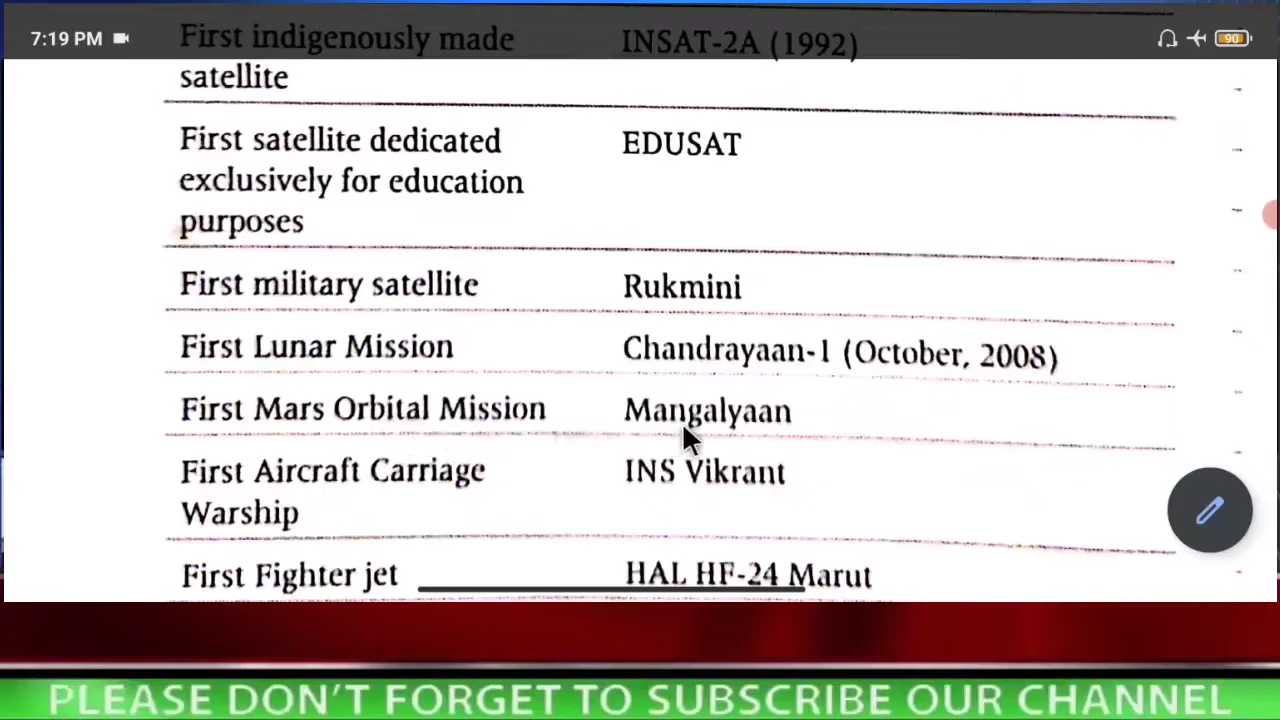 7:19 PM
90
First indigenously made INSAT-2A (1992)
satellite
First satellite dedicated EDUSAT
exclusively for education
purposes
First military satellite Rukmini
First Lunar Mission Chandrayaan-1 (October, 2008)
First Mars Orbital Mission Mangalyaan
First Aircraft Carriage INS Vikrant
Warship
First Fighter jet HAL HF-24 Marut
PLEASE DON'T FORGET TO SUBSCRIBE OUR CHANNEL